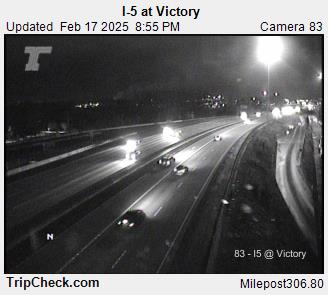 I-5 at Victory
Updated Feb 17 2025 8:55 PM Camera 83
T
N
83 - I5 @ Victory
TripCheck.com Milepost306.80